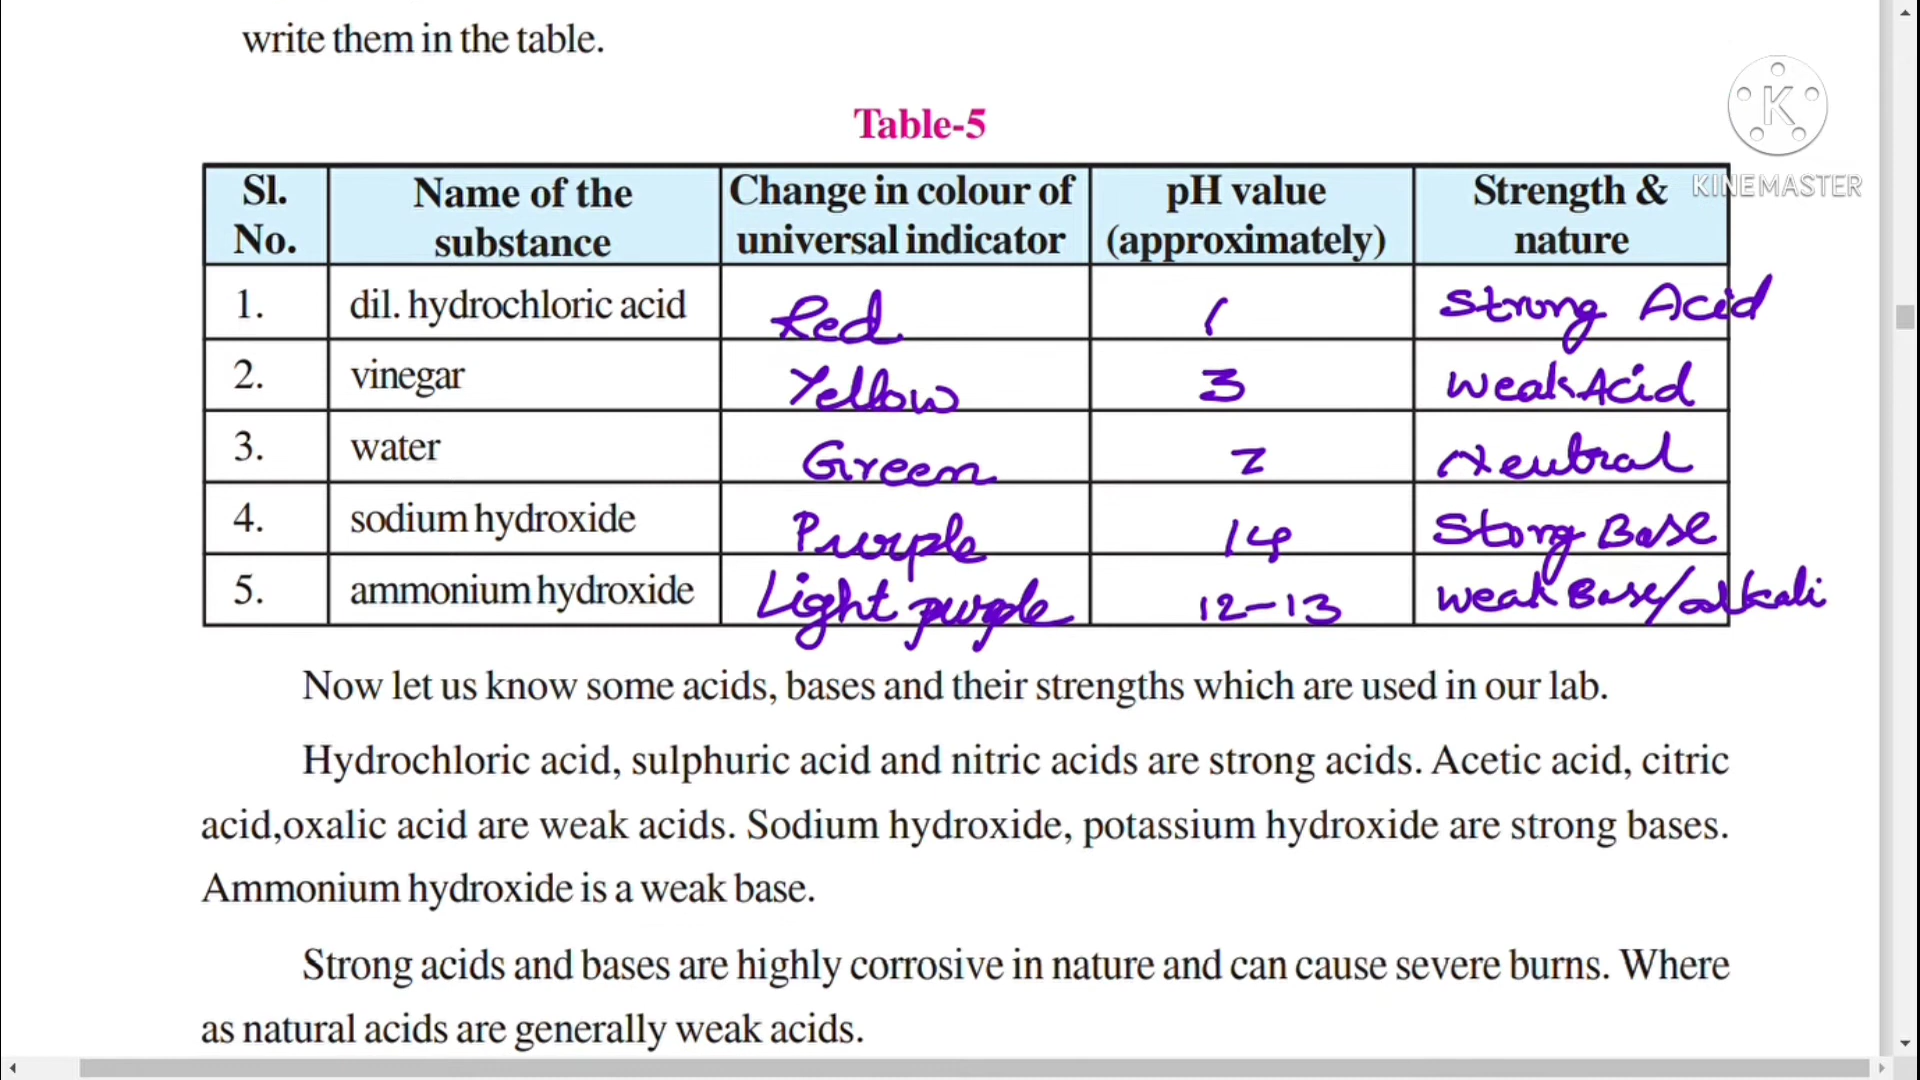 write them in the table.
K
KINEMASTER
Table-5
Sl. No. | Name of the substance | Change in colour of universal indicator | pH value (approximately) | Strength & nature
1. | dil. hydrochloric acid | Red | 1 | Strong Acid
2. | vinegar | Yellow | 3 | Weak Acid
3. | water | Green | 7 | Neutral
4. | sodium hydroxide | Purple | 14 | Storg Base
5. | ammonium hydroxide | Light purple | 12-13 | Weak Base/alkali
Now let us know some acids, bases and their strengths which are used in our lab.
Hydrochloric acid, sulphuric acid and nitric acids are strong acids. Acetic acid, citric
acid,oxalic acid are weak acids. Sodium hydroxide, potassium hydroxide are strong bases.
Ammonium hydroxide is a weak base.
Strong acids and bases are highly corrosive in nature and can cause severe burns. Where
as natural acids are generally weak acids.